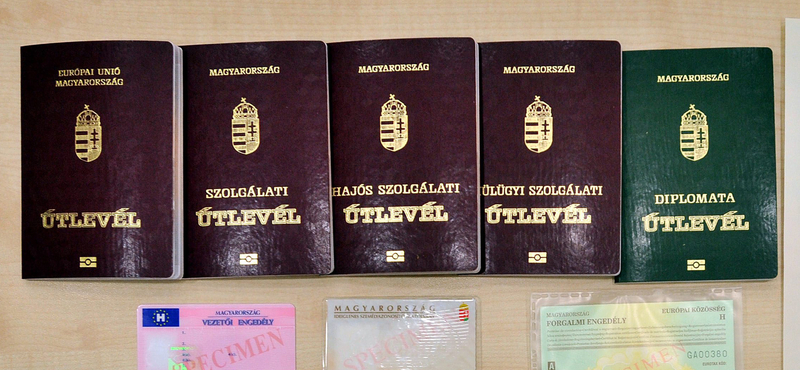 EURÓPAI UNIÓ
MAGYARORSZÁG
ÚTLEVÉL
MAGYARORSZÁG
SZOLGÁLATI
ÚTLEVÉL
MAGYARORSZÁG
HAJÓS SZOLGÁLATI
ÚTLEVÉL
MAGYARORSZÁG
ÜLÜGYI SZOLGÁLATI
ÚTLEVÉL
MAGYARORSZÁG
DIPLOMATA
ÚTLEVÉL
H
MAGYARORSZÁG
VEZETŐI ENGEDÉLY
SPECIMEN
MAGYARORSZÁG
SPECIMEN
MAGYARORSZÁG
EURÓPAI KÖZÖSSÉG
FORGALMI ENGEDÉLY
H
GA00380
A